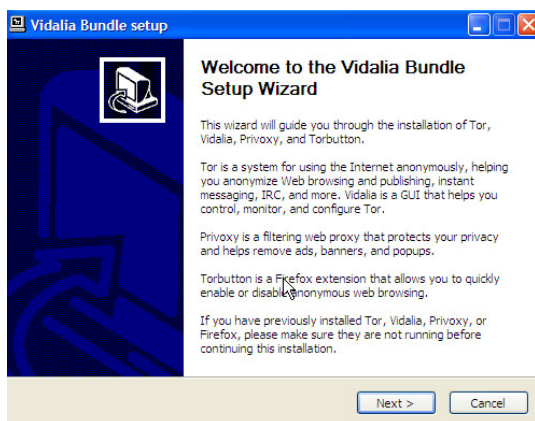 Vidalia Bundle setup
Welcome to the Vidalia Bundle
Setup Wizard
This wizard will guide you through the installation of Tor,
Vidalia, Privoxy, and Torbutton.
Tor is a system for using the Internet anonymously, helping
you anonymize Web browsing and publishing, instant
messaging, IRC, and more. Vidalia is a GUI that helps you
control, monitor, and configure Tor.
Privoxy is a filtering web proxy that protects your privacy
and helps remove ads, banners, and popups.
Torbutton is a Firefox extension that allows you to quickly
enable or disable anonymous web browsing.
If you have previously installed Tor, Vidalia, Privoxy, or
Firefox, please make sure they are not running before
continuing this installation.
Next >
Cancel